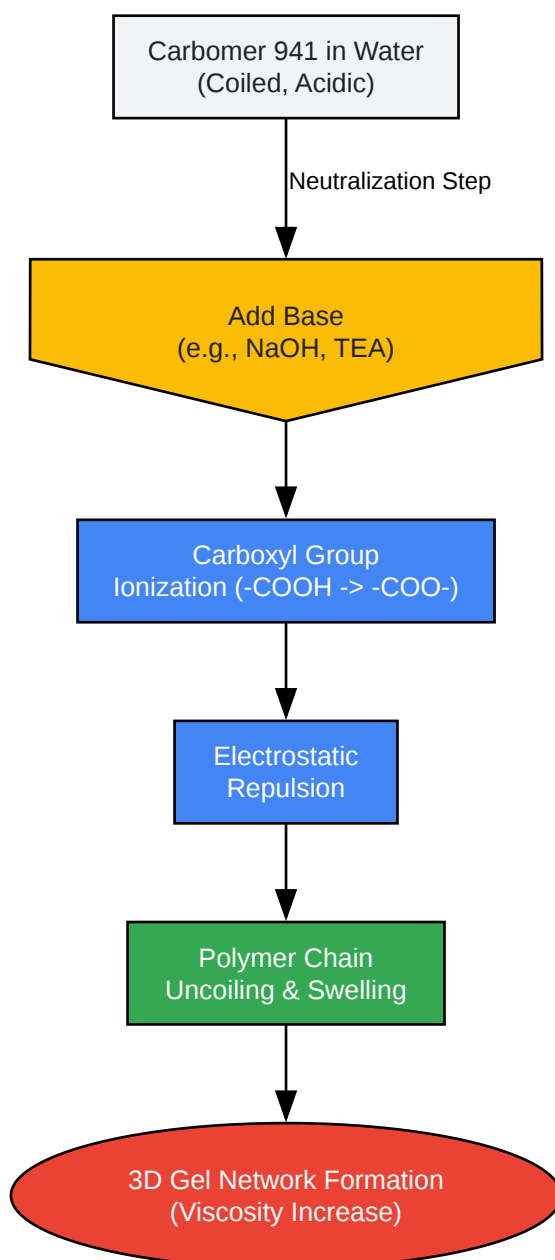 Carbomer 941 in Water
(Coiled, Acidic)
Neutralization Step
Add Base
(e.g., NaOH, TEA)
Carboxyl Group
Ionization (-COOH -> -COO-)
Electrostatic
Repulsion
Polymer Chain
Uncoiling & Swelling
3D Gel Network Formation
(Viscosity Increase)